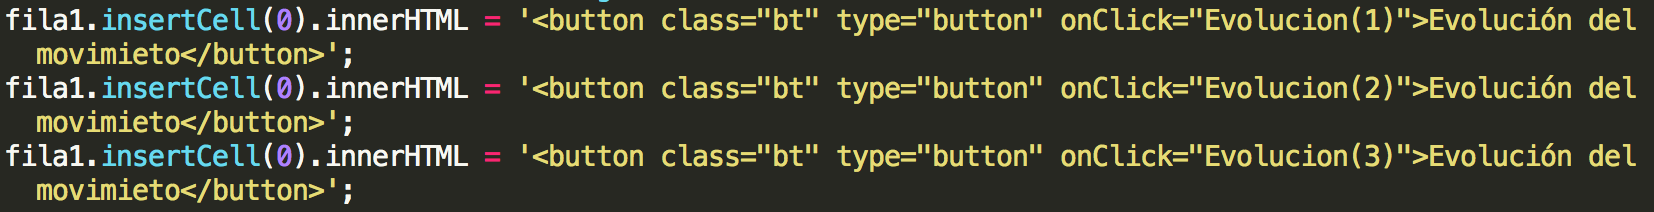 fila1.insertCell(0).innerHTML = '<button class="bt" type="button" onClick="Evolucion(1)">Evolución del
movimieto</button>';
fila1.insertCell(0).innerHTML = '<button class="bt" type="button" onClick="Evolucion(2)">Evolución del
movimieto</button>';
fila1.insertCell(0).innerHTML = '<button class="bt" type="button" onClick="Evolucion(3)">Evolución del
movimieto</button>';